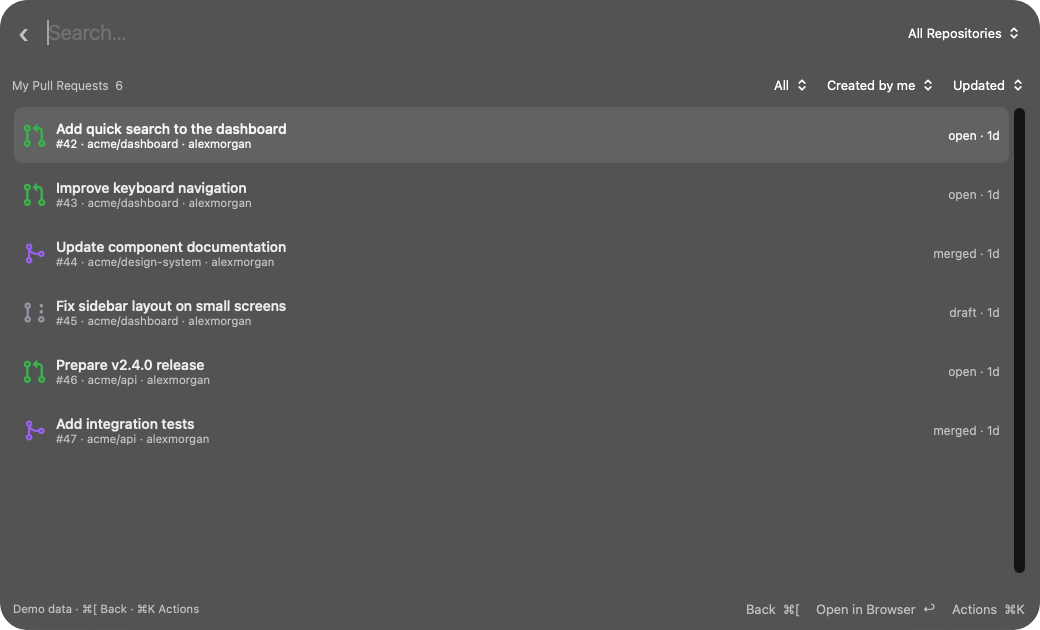 Search...
All Repositories
My Pull Requests 6
All
Created by me
Updated
Add quick search to the dashboard
#42 · acme/dashboard · alexmorgan
open · 1d
Improve keyboard navigation
#43 · acme/dashboard · alexmorgan
open · 1d
Update component documentation
#44 · acme/design-system · alexmorgan
merged · 1d
Fix sidebar layout on small screens
#45 · acme/dashboard · alexmorgan
draft · 1d
Prepare v2.4.0 release
#46 · acme/api · alexmorgan
open · 1d
Add integration tests
#47 · acme/api · alexmorgan
merged · 1d
Demo data · ⌘[ Back · ⌘K Actions
Back ⌘[
Open in Browser ↩
Actions ⌘K